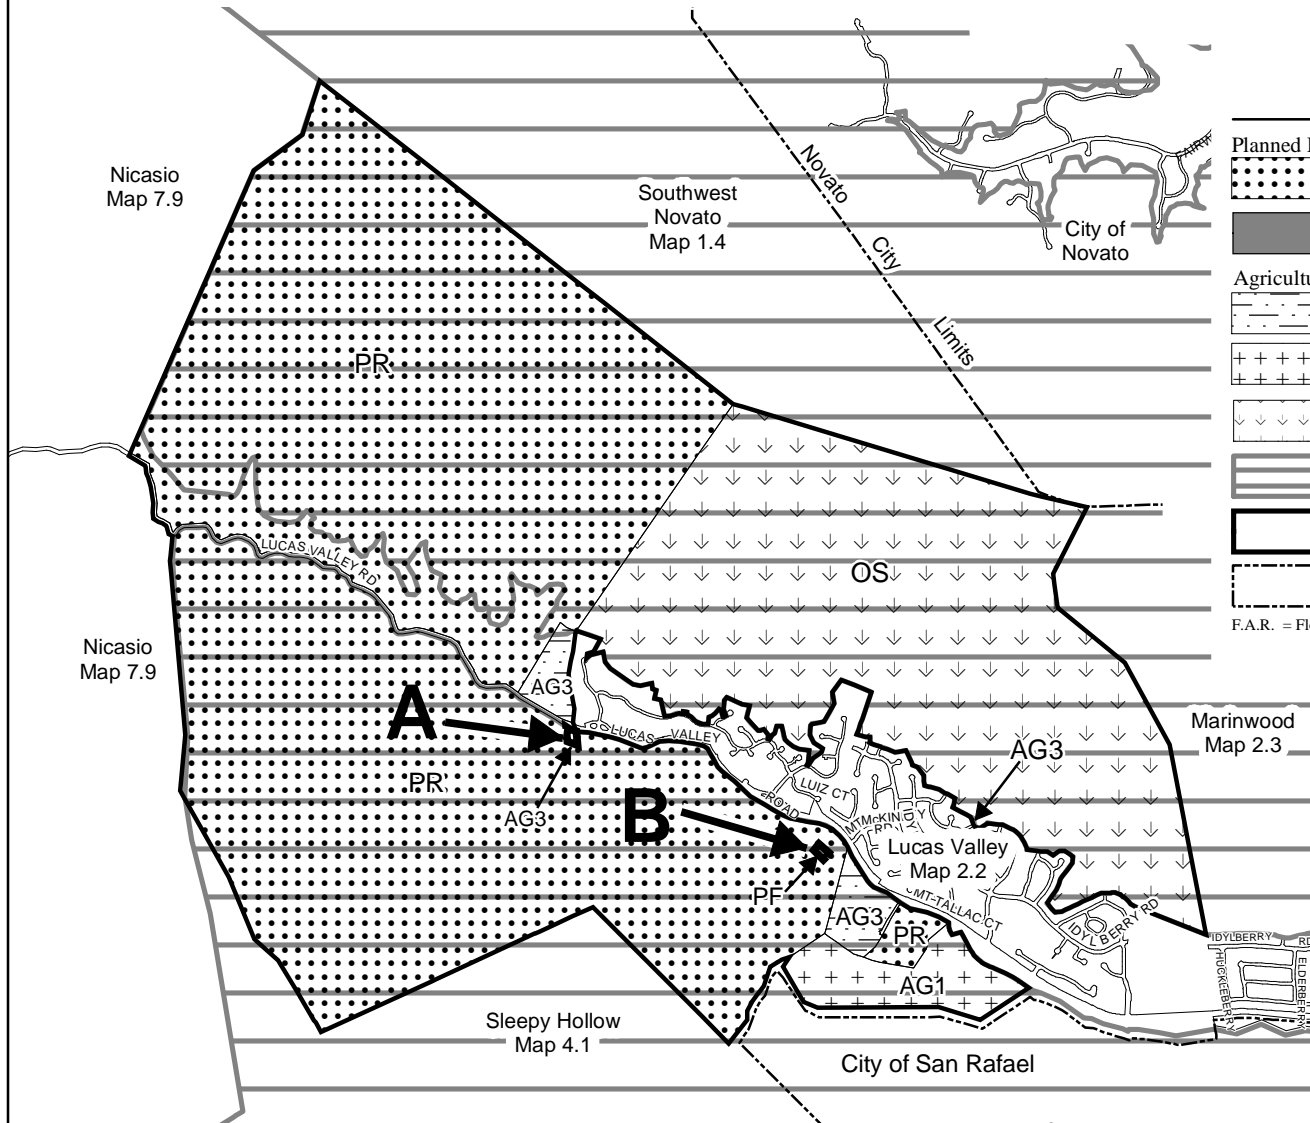 Nicasio
Map 7.9
Southwest
Novato
Map 1.4
Novato
City
Limits
City of
Novato
Planned
Agricultu
F.A.R. = Fl
PR
LUCAS VALLEY RD
OS
Nicasio
Map 7.9
AG3
A
LUCAS VALLEY
ROAD
Marinwood
Map 2.3
AG3
PR
AG3
B
LUIZ CT
Lucas Valley
Map 2.2
PF
AG3
MT TALLAC CT
IDYLBERRY RD
PR
IDYLBERRY RD
HUCKLEBERRY
ELDERBERRY
AG1
Sleepy Hollow
Map 4.1
City of San Rafael